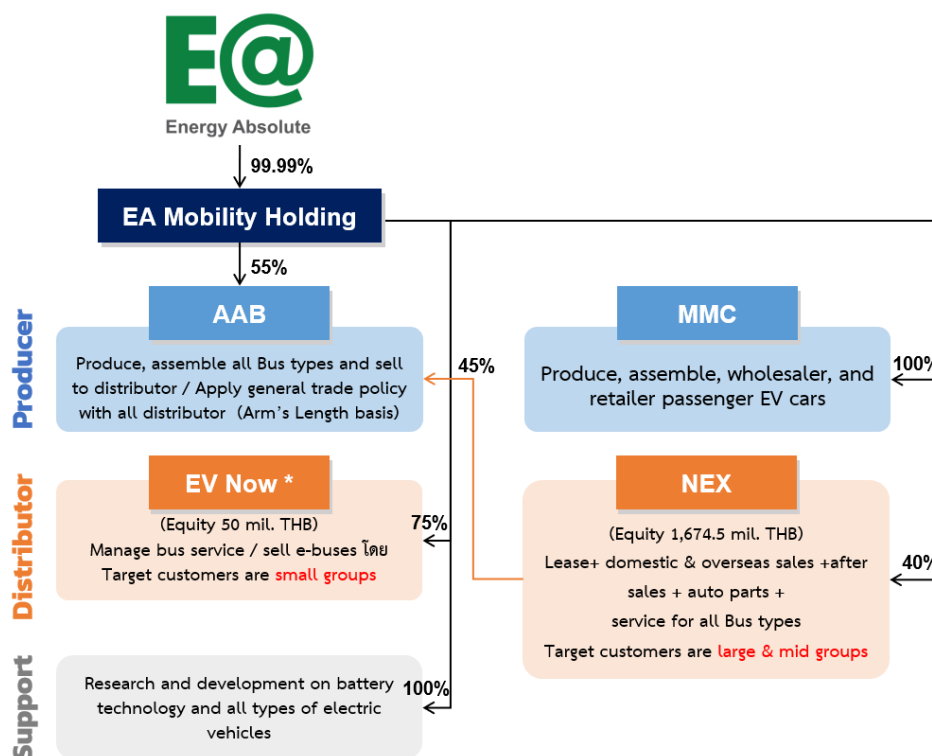 E@
Energy Absolute
99.99%
EA Mobility Holding
55%
Producer
AAB
Produce, assemble all Bus types and sell
to distributor / Apply general trade policy
with all distributor (Arm's Length basis)
45%
MMC
Produce, assemble, wholesaler, and
retailer passenger EV cars
100%
Distributor
EV Now *
(Equity 50 mil. THB)
Manage bus service / sell e-buses โดย
Target customers are small groups
75%
NEX
(Equity 1,674.5 mil. THB)
Lease+ domestic & overseas sales +after
sales + auto parts +
service for all Bus types
Target customers are large & mid groups
40%
Support
Research and development on battery
technology and all types of electric
vehicles
100%